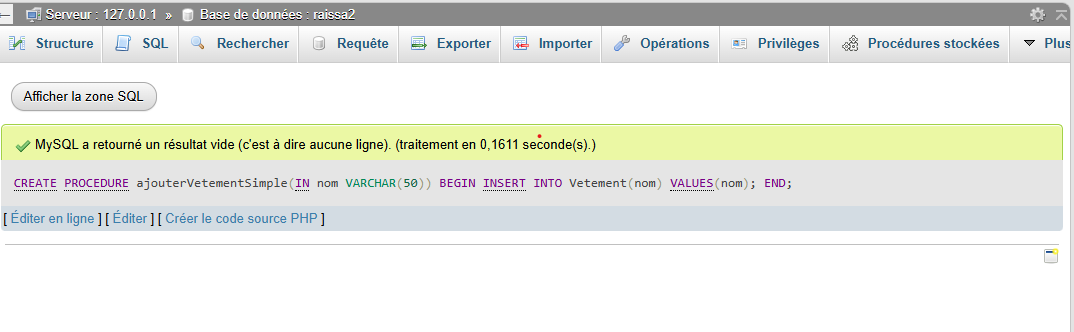 Serveur : 127.0.0.1 » Base de données : raissa2
Structure SQL Rechercher Requête Exporter Importer Opérations Privilèges Procédures stockées Plus
Afficher la zone SQL
MySQL a retourné un résultat vide (c'est à dire aucune ligne). (traitement en 0,1611 seconde(s).)
CREATE PROCEDURE ajouterVetementSimple(IN nom VARCHAR(50)) BEGIN INSERT INTO Vetement(nom) VALUES(nom); END;
[ Éditer en ligne ] [ Éditer ] [ Créer le code source PHP ]